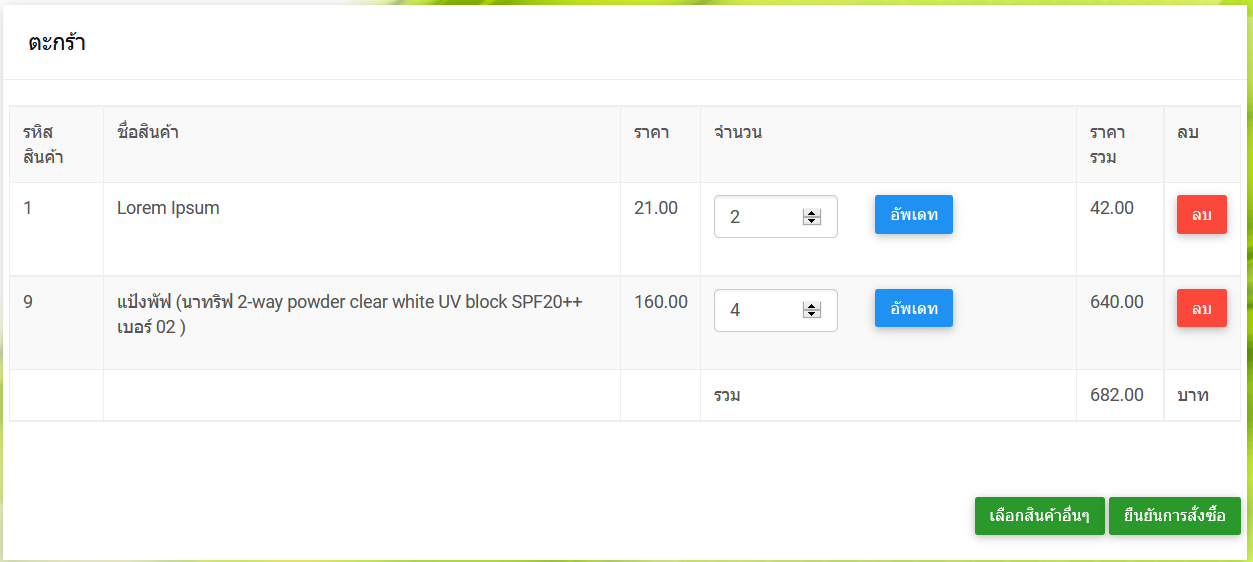 ตะกร้า
รหัส สินค้า ชื่อสินค้า ราคา จำนวน ราคา รวม ลบ
1 Lorem Ipsum 21.00 2 อัพเดท 42.00 ลบ
9 แป้งพัฟ (นาทริฟ 2-way powder clear white UV block SPF20++ 160.00 4 อัพเดท 640.00 ลบ
เบอร์ 02 )
รวม 682.00 บาท
เลือกสินค้าอื่นๆ ยืนยันการสั่งซื้อ